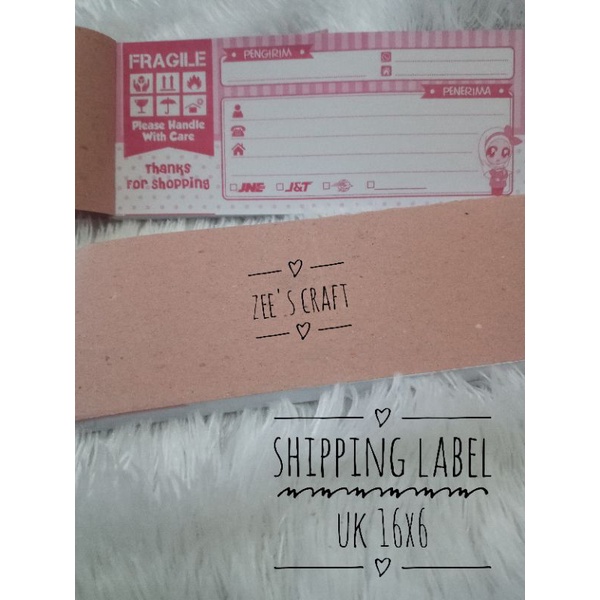 FRAGILE
PENGIRIM
PENERIMA
Please Handle
With Care
Thanks
for shopping
JNE
J&T
ZEE'S CRAFT
SHIPPING LABEL
UK 16X6